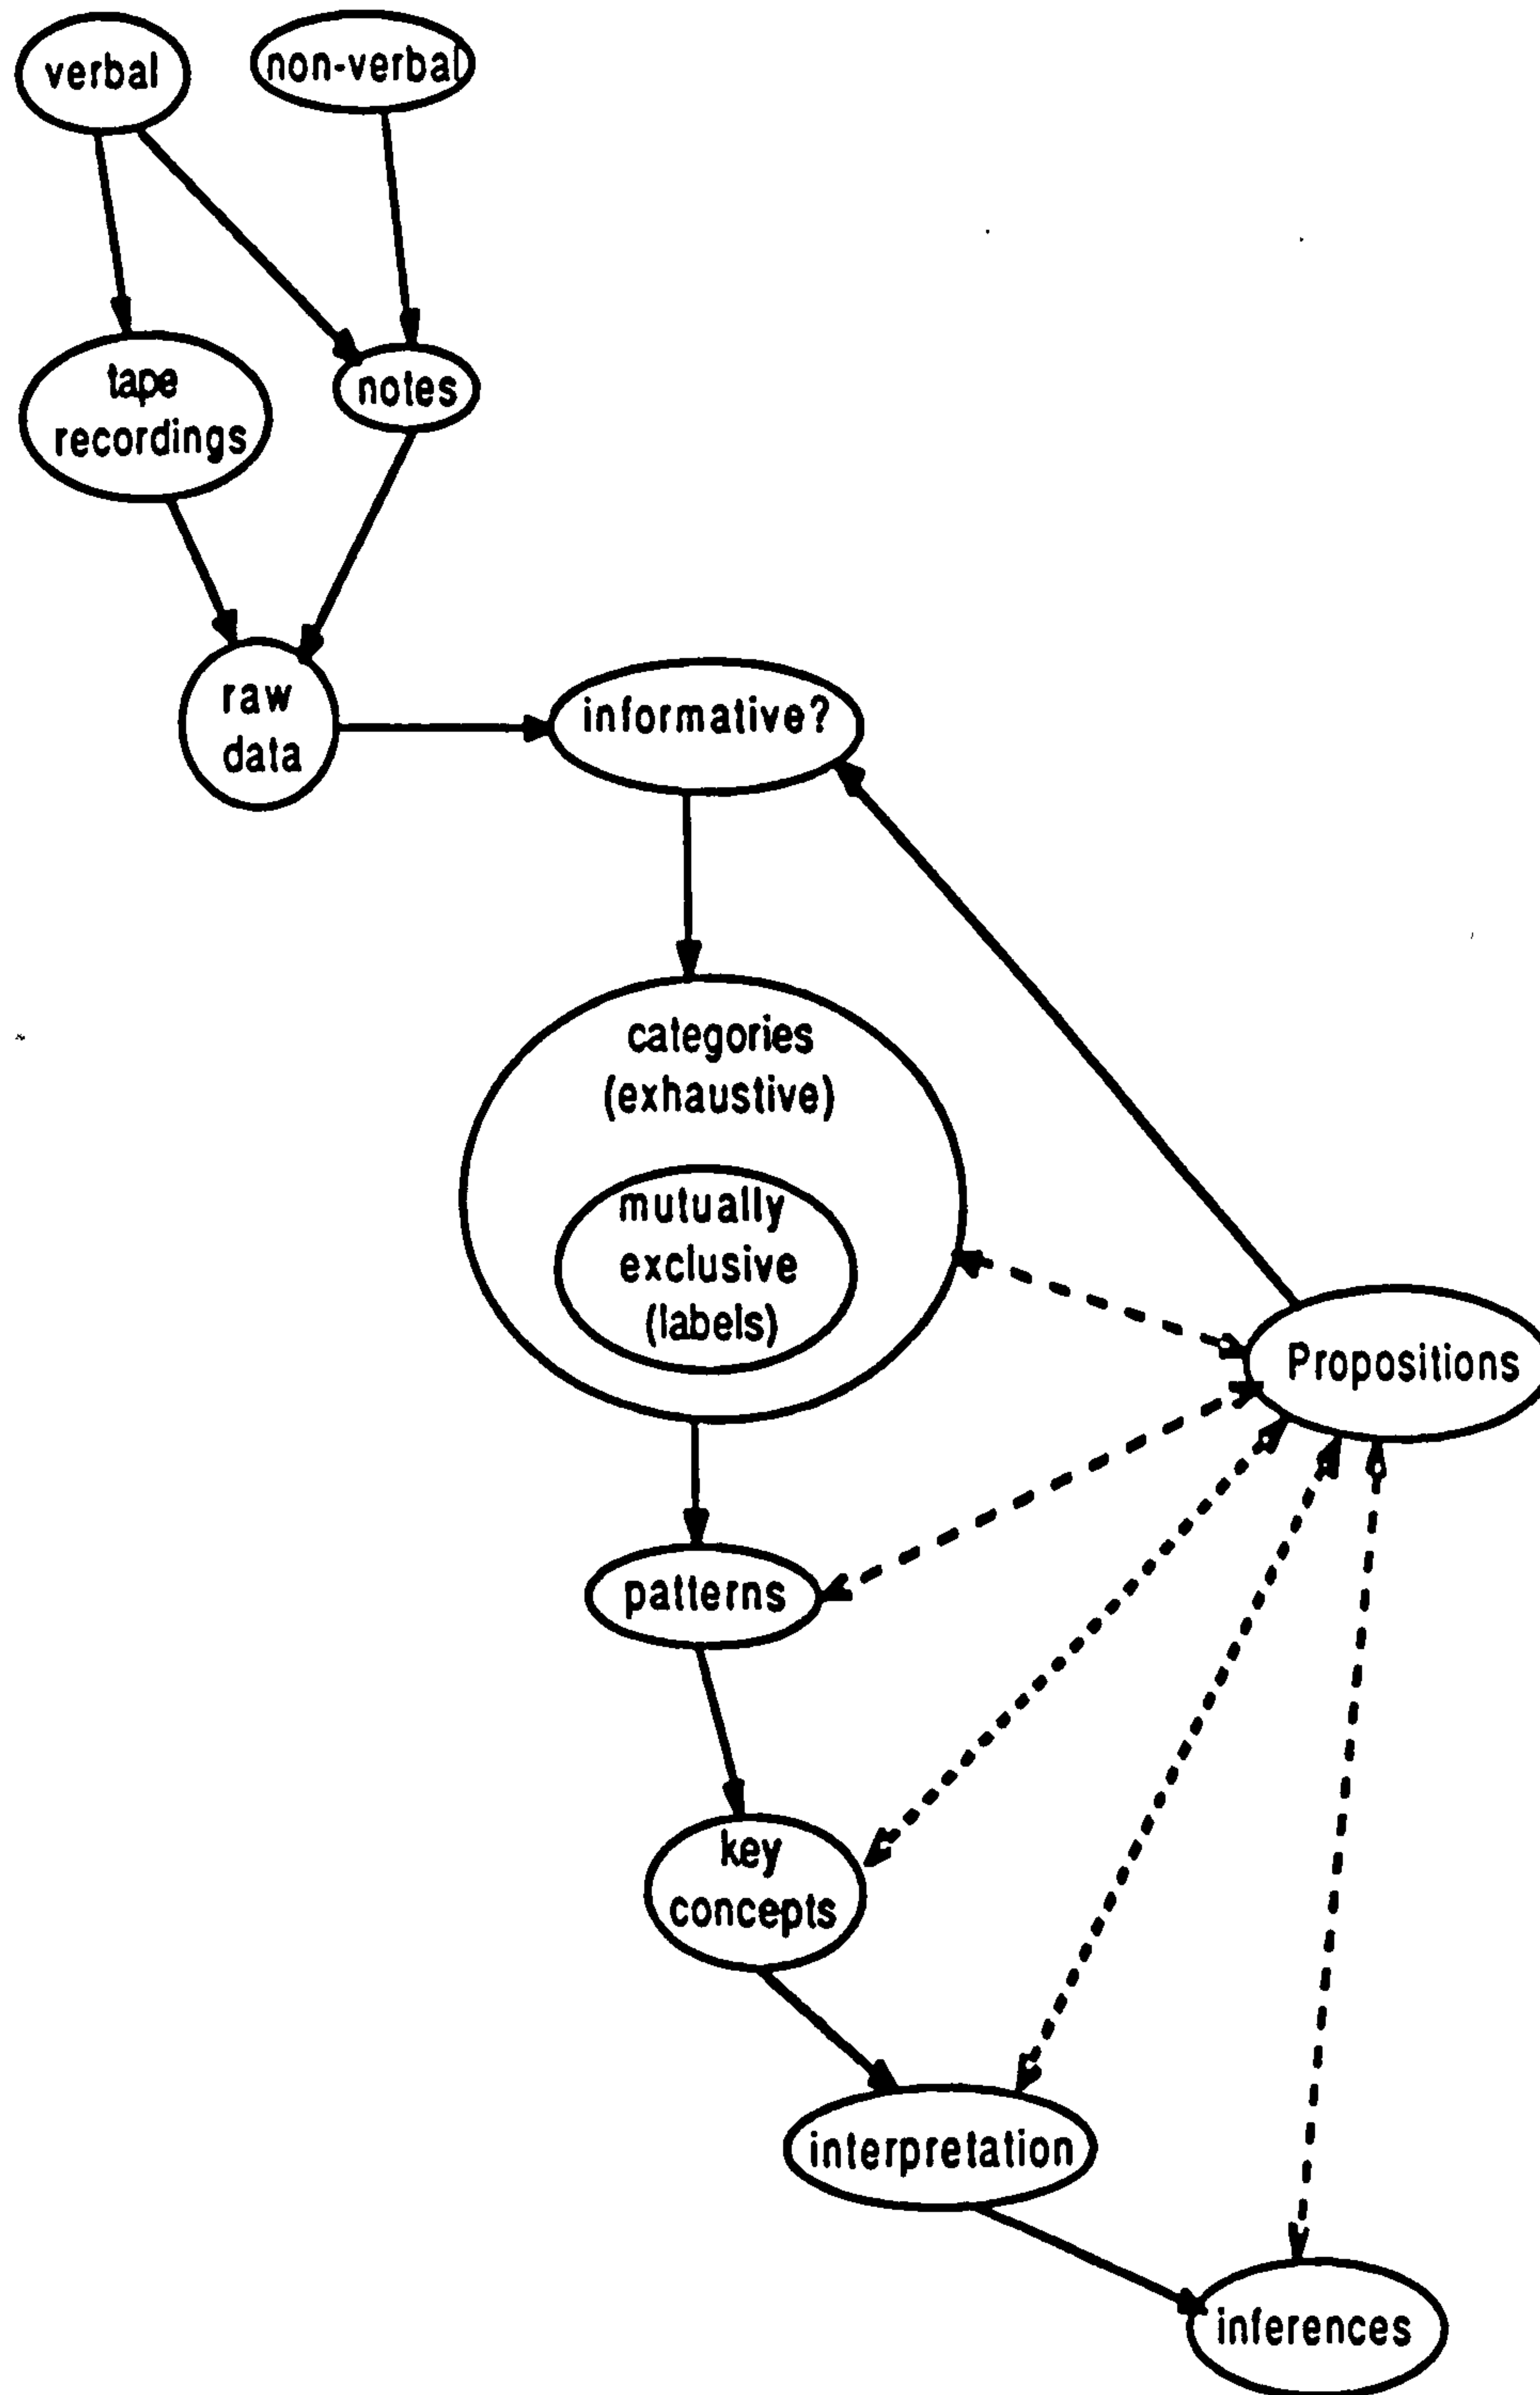 verbal
non-verbal
tape
recordings
notes
raw
data
informative?
categories
(exhaustive)
mutually
exclusive
(labels)
Propositions
patterns
key
concepts
interpretation
inferences